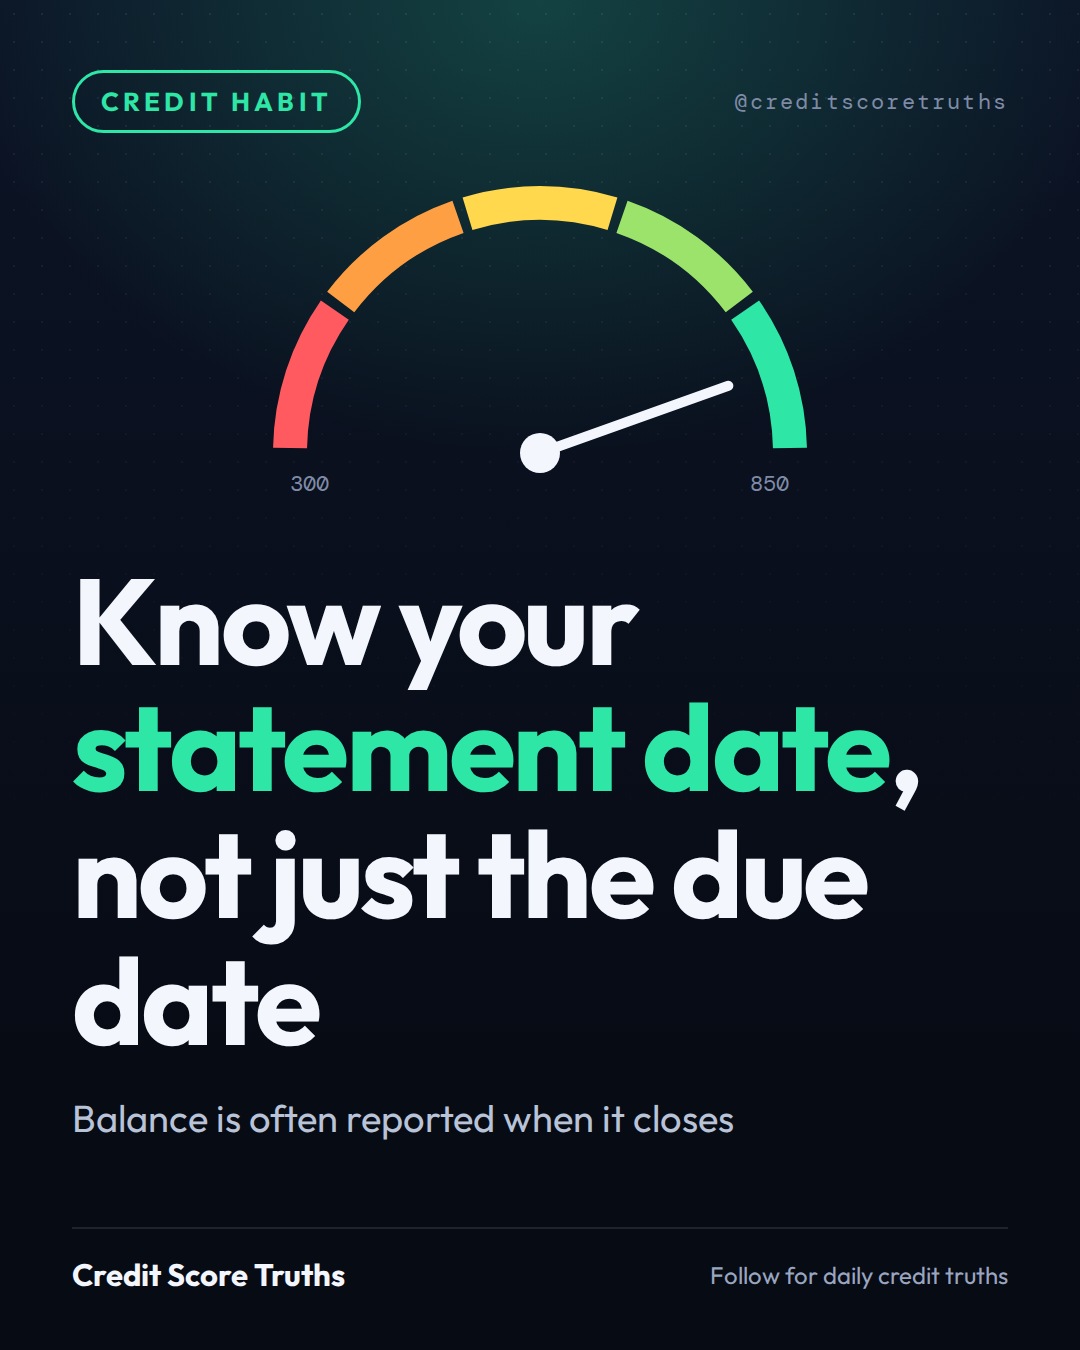 CREDIT HABIT
@creditscoretruths
300
850
Know your
statement date,
not just the due
date
Balance is often reported when it closes
Credit Score Truths
Follow for daily credit truths